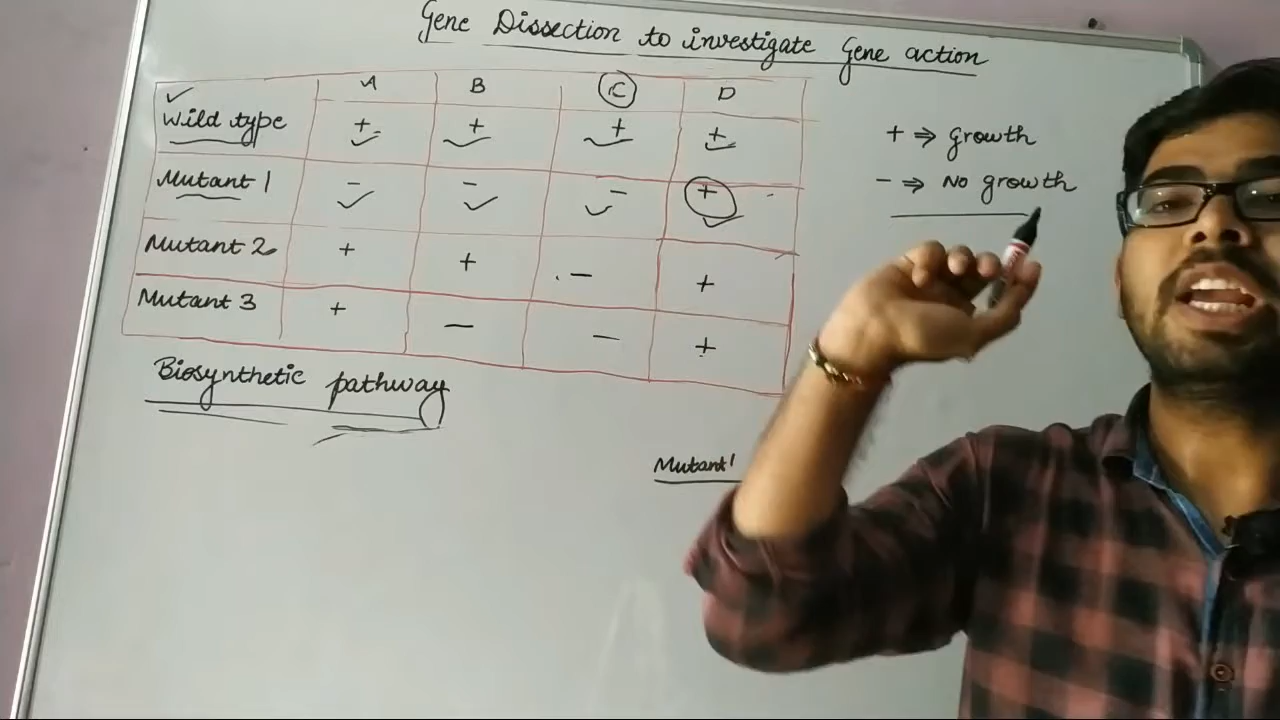 Gene Dissection to investigate Gene action
A B C D
Wild type + + + +
Mutant 1 - - - +
Mutant 2 + + - +
Mutant 3 + - - +
+ ⇒ Growth
- ⇒ No growth
Biosynthetic pathway
Mutant 1